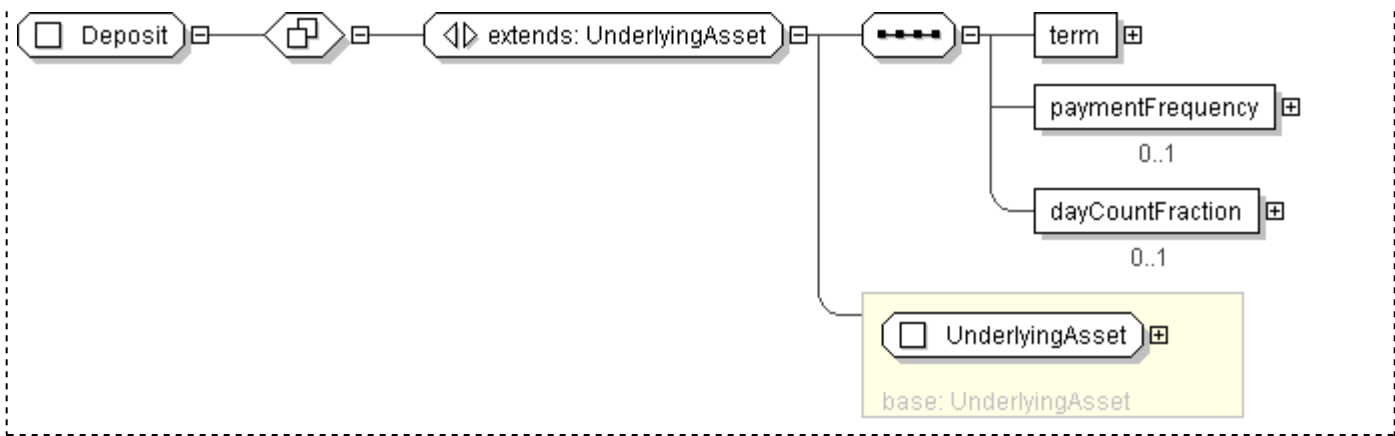 Deposit
extends: UnderlyingAsset
term
paymentFrequency
0..1
dayCountFraction
0..1
UnderlyingAsset
base: UnderlyingAsset